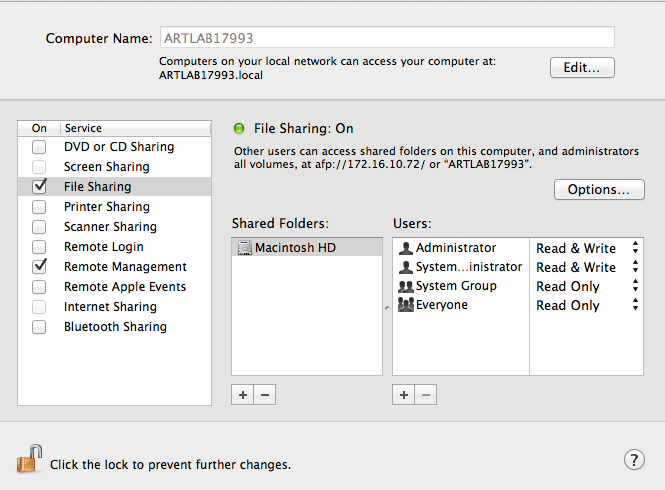 Computer Name: ARTLAB17993
Computers on your local network can access your computer at:
ARTLAB17993.local
Edit...
On Service
DVD or CD Sharing
Screen Sharing
File Sharing
Printer Sharing
Scanner Sharing
Remote Login
Remote Management
Remote Apple Events
Internet Sharing
Bluetooth Sharing
File Sharing: On
Other users can access shared folders on this computer, and administrators
all volumes, at afp://172.16.10.72/ or “ARTLAB17993”.
Options...
Shared Folders:
Macintosh HD
Users:
Administrator Read & Write
System...inistrator Read & Write
System Group Read Only
Everyone Read Only
+ −
+ −
Click the lock to prevent further changes.
?